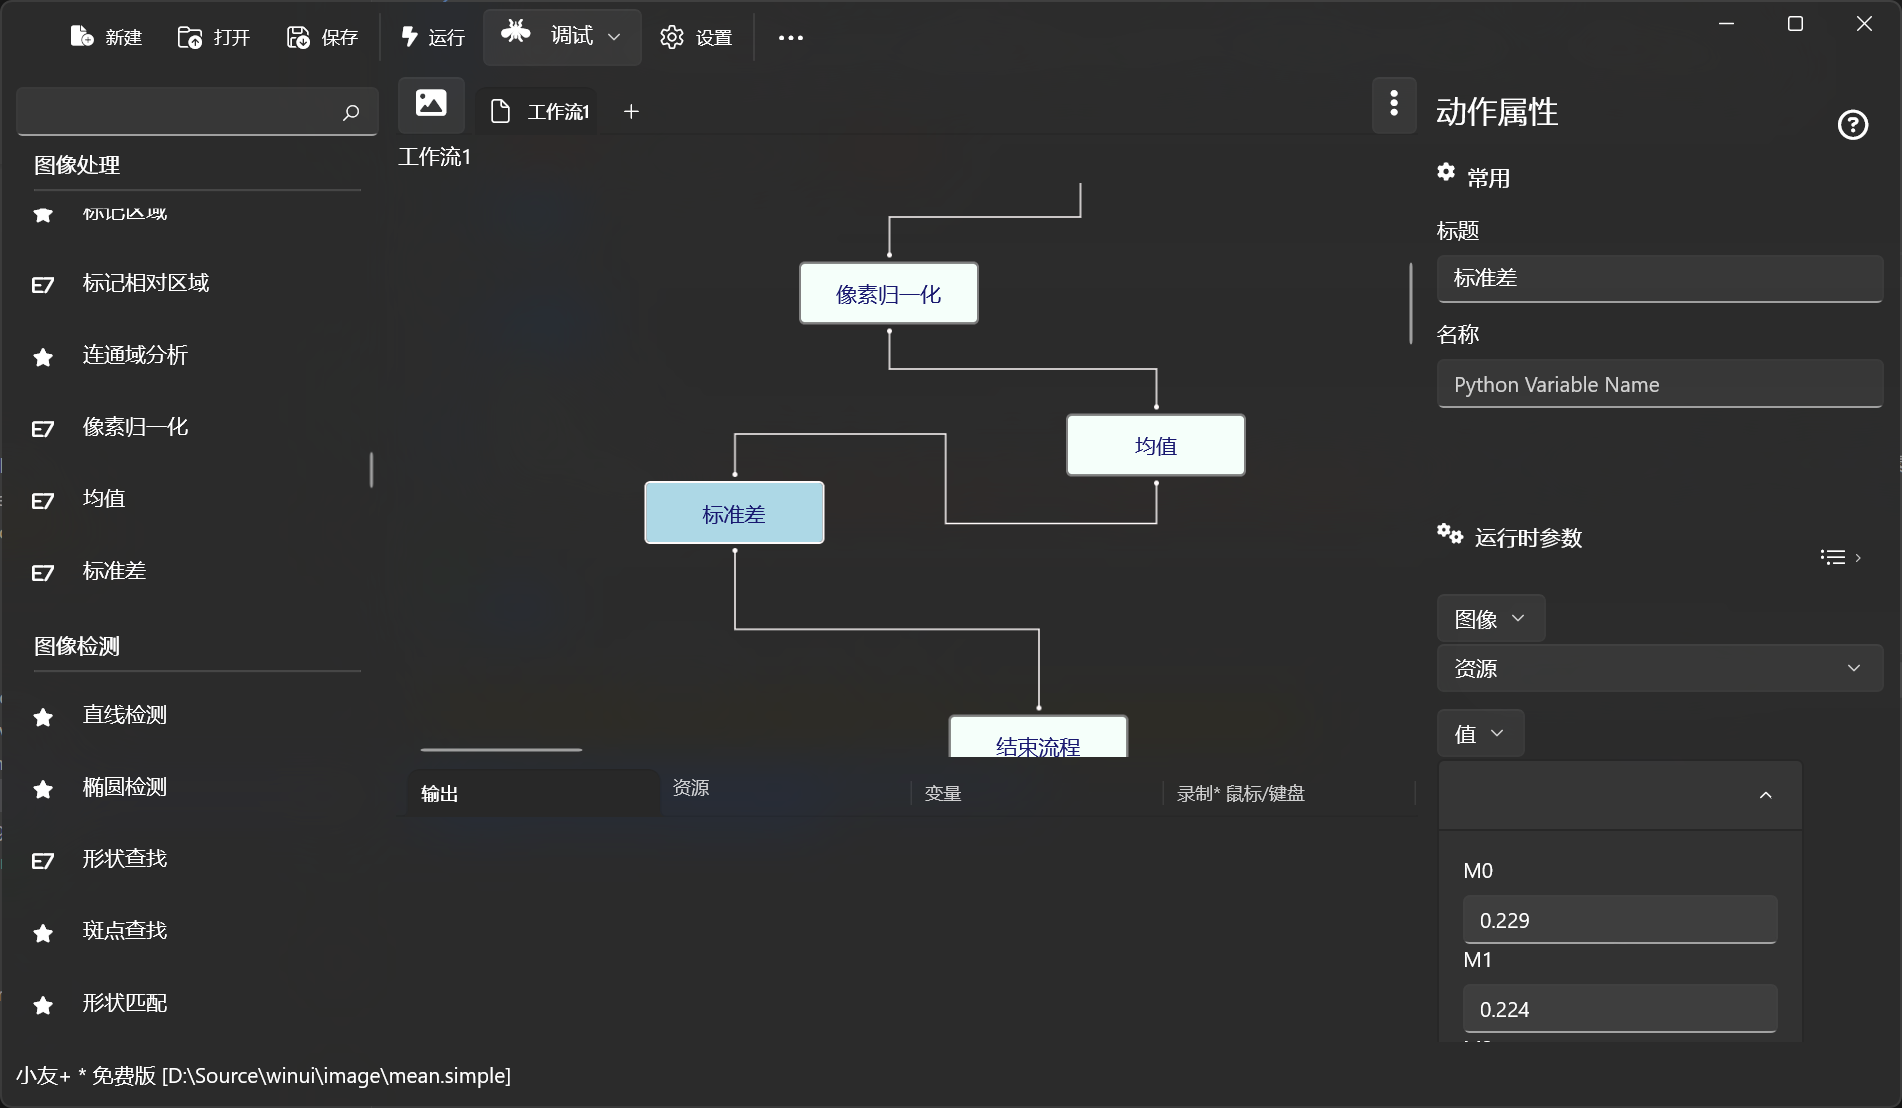 新建
打开
保存
运行
调试
设置
工作流1
工作流1
图像处理
标记区域
标记相对区域
连通域分析
像素归一化
均值
标准差
图像检测
直线检测
椭圆检测
形状查找
斑点查找
形状匹配
像素归一化
均值
标准差
结束流程
输出
资源
变量
录制* 鼠标/键盘
动作属性
常用
标题
标准差
名称
Python Variable Name
运行时参数
图像
资源
值
M0
0.229
M1
0.224
小友+ * 免费版 [D:\Source\winui\image\mean.simple]